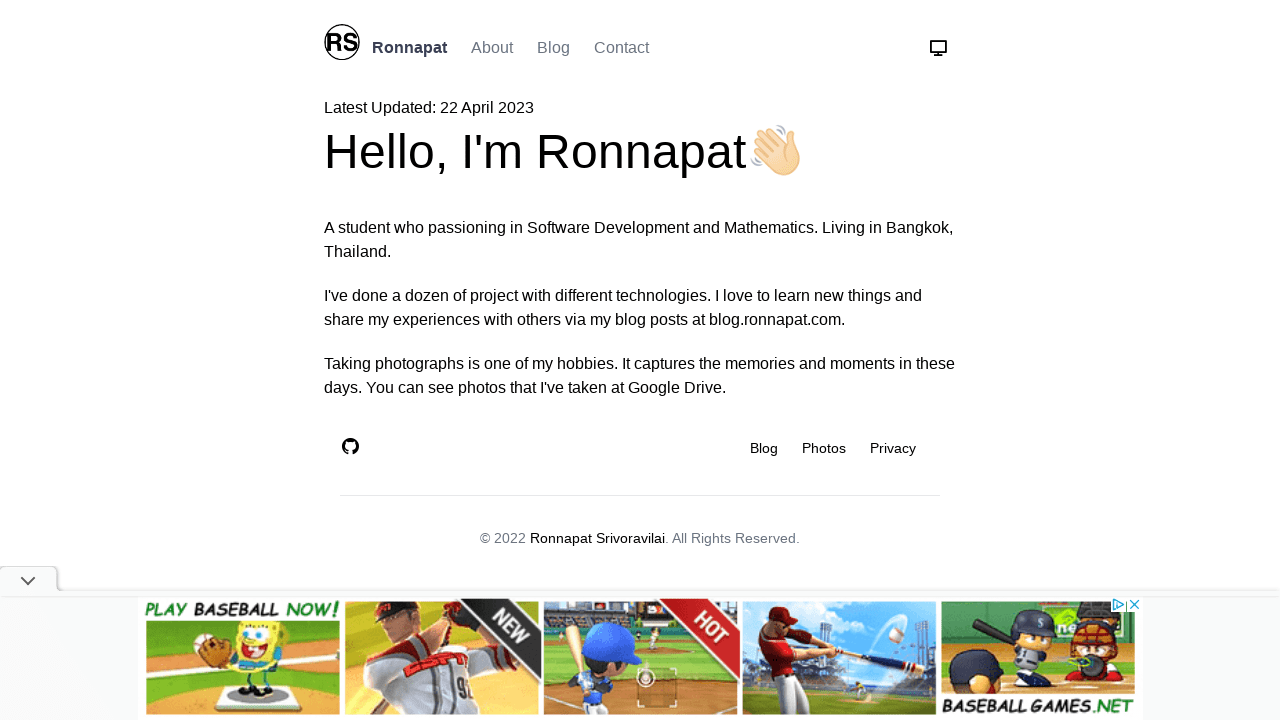 RS
Ronnapat About Blog Contact
Latest Updated: 22 April 2023
Hello, I'm Ronnapat
A student who passioning in Software Development and Mathematics. Living in Bangkok,
Thailand.
I've done a dozen of project with different technologies. I love to learn new things and
share my experiences with others via my blog posts at blog.ronnapat.com.
Taking photographs is one of my hobbies. It captures the memories and moments in these
days. You can see photos that I've taken at Google Drive.
Blog Photos Privacy
© 2022 Ronnapat Srivoravilai. All Rights Reserved.
PLAY BASEBALL NOW!
NEW
HOT
BASEBALL GAMES.NET